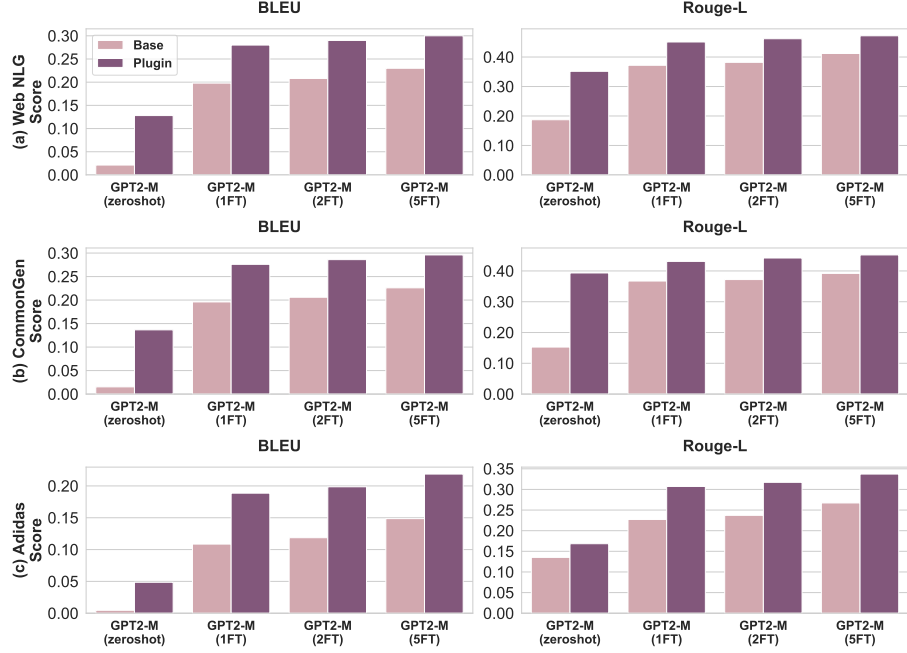 BLEU
Rouge-L
(a) Web NLG
Score
0.30
0.25
0.20
0.15
0.10
0.05
0.00
Base
Plugin
GPT2-M
(zeroshot)
GPT2-M
(1FT)
GPT2-M
(2FT)
GPT2-M
(5FT)
0.40
0.30
0.20
0.10
0.00
GPT2-M
(zeroshot)
GPT2-M
(1FT)
GPT2-M
(2FT)
GPT2-M
(5FT)
BLEU
Rouge-L
(b) CommonGen
Score
0.30
0.25
0.20
0.15
0.10
0.05
0.00
GPT2-M
(zeroshot)
GPT2-M
(1FT)
GPT2-M
(2FT)
GPT2-M
(5FT)
0.40
0.30
0.20
0.10
0.00
GPT2-M
(zeroshot)
GPT2-M
(1FT)
GPT2-M
(2FT)
GPT2-M
(5FT)
BLEU
Rouge-L
(c) Adidas
Score
0.20
0.15
0.10
0.05
0.00
GPT2-M
(zeroshot)
GPT2-M
(1FT)
GPT2-M
(2FT)
GPT2-M
(5FT)
0.35
0.30
0.25
0.20
0.15
0.10
0.05
0.00
GPT2-M
(zeroshot)
GPT2-M
(1FT)
GPT2-M
(2FT)
GPT2-M
(5FT)